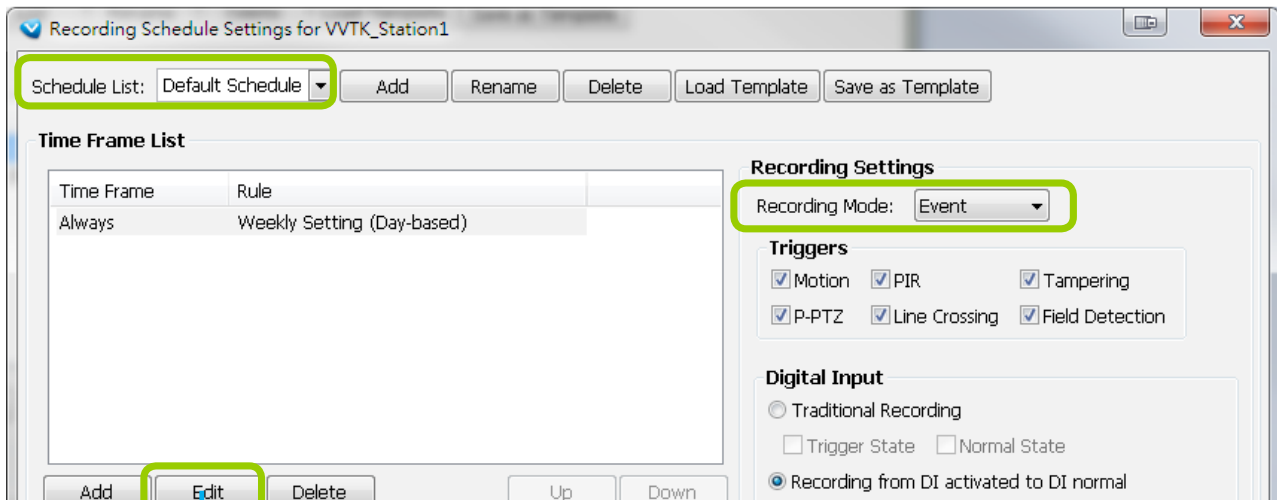 Recording Schedule Settings for VVTK_Station1
Schedule List: Default Schedule Add Rename Delete Load Template Save as Template
Time Frame List
Time Frame Rule
Always Weekly Setting (Day-based)
Add Edit Delete Up Down
Recording Settings
Recording Mode: Event
Triggers
Motion PIR Tampering
P-PTZ Line Crossing Field Detection
Digital Input
Traditional Recording
Trigger State Normal State
Recording from DI activated to DI normal